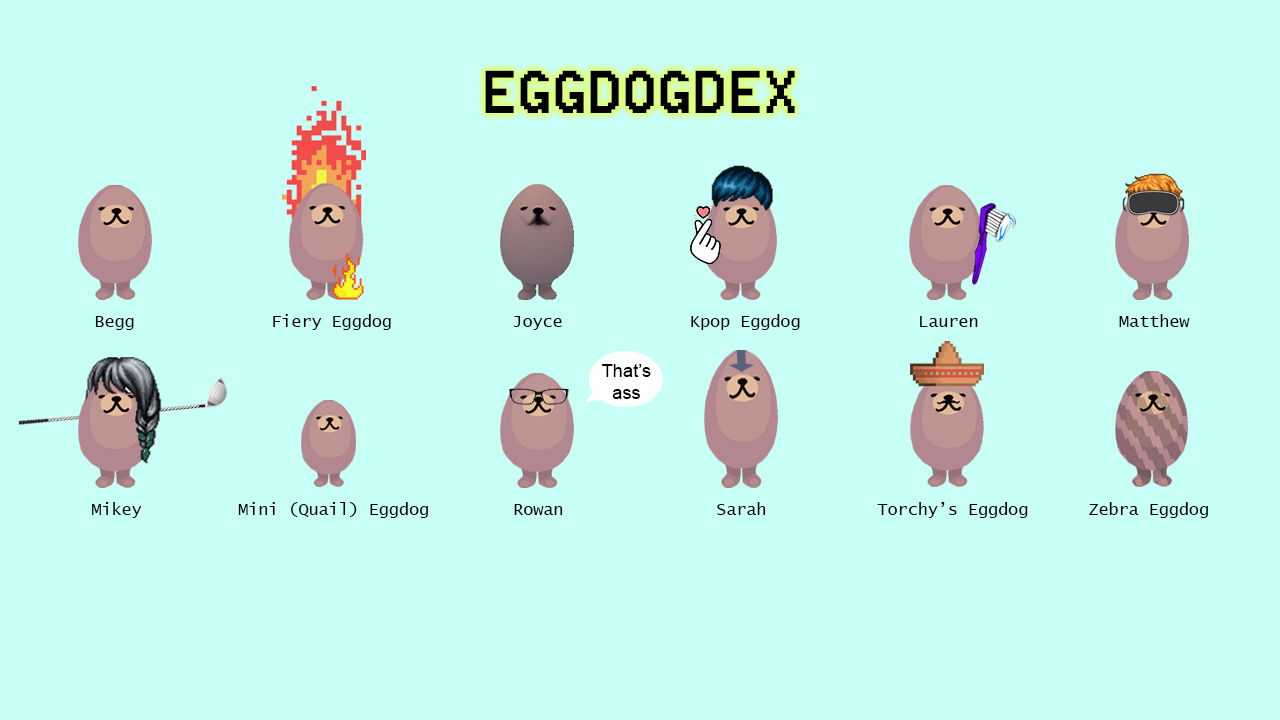 EGGDOGDEX
Begg
Fiery Eggdog
Joyce
Kpop Eggdog
Lauren
Matthew
That's
ass
Mikey
Mini (Quail) Eggdog
Rowan
Sarah
Torchy’s Eggdog
Zebra Eggdog